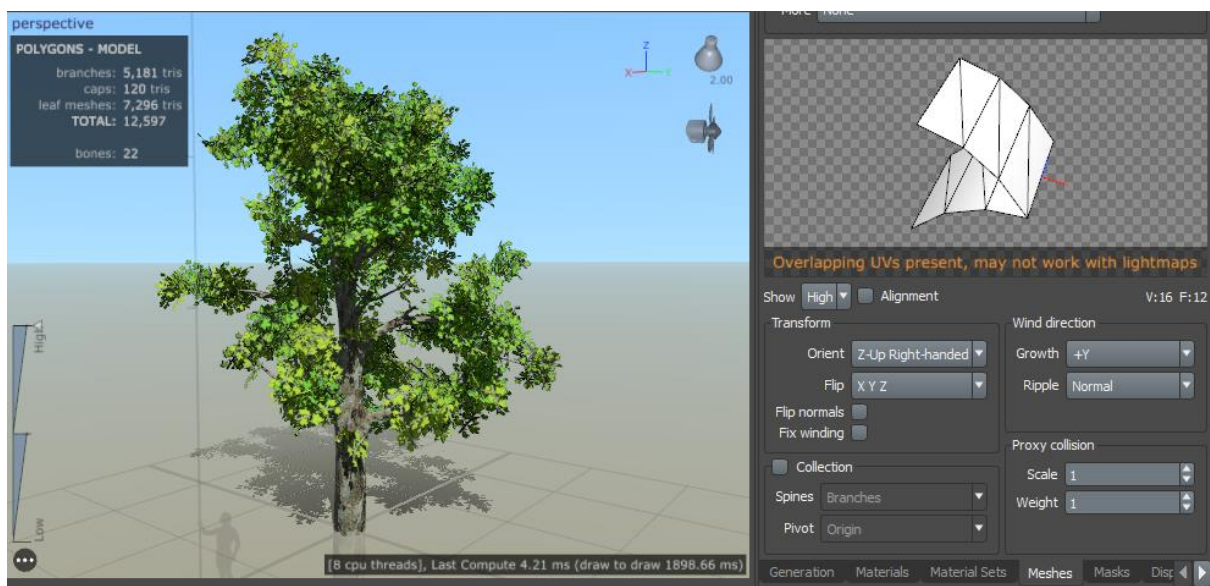 perspective
POLYGONS - MODEL
branches: 5,181 tris
caps: 120 tris
leaf meshes: 7,296 tris
TOTAL: 12,597
bones: 22
Z
X
Y
2.00
High
Low
[8 cpu threads], Last Compute 4.21 ms (draw to draw 1898.66 ms)
More None
Overlapping UVs present, may not work with lightmaps
Show High Alignment V:16 F:12
Transform
Orient Z-Up Right-handed
Flip X Y Z
Flip normals
Fix winding
Collection
Spines Branches
Pivot Origin
Wind direction
Growth +Y
Ripple Normal
Proxy collision
Scale 1
Weight 1
Generation Materials Material Sets Meshes Masks